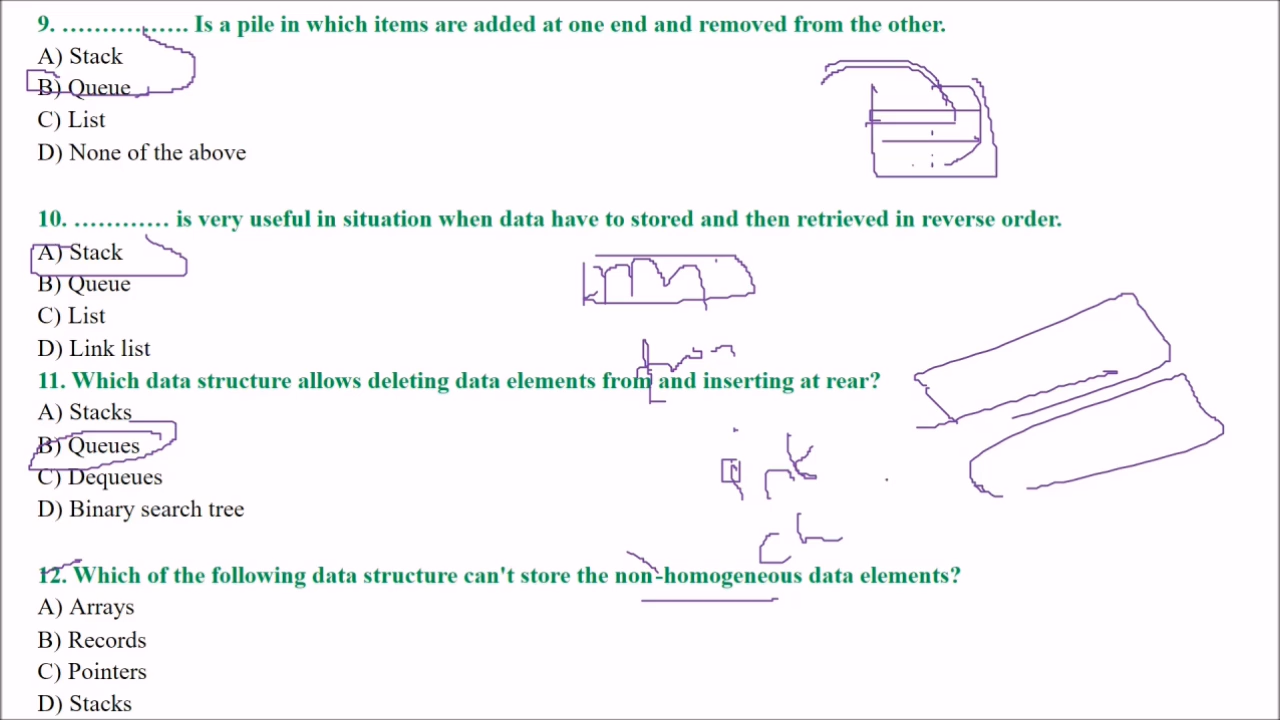 9. ................. Is a pile in which items are added at one end and removed from the other.
A) Stack
B) Queue
C) List
D) None of the above
10. ............ is very useful in situation when data have to stored and then retrieved in reverse order.
A) Stack
B) Queue
C) List
D) Link list
11. Which data structure allows deleting data elements from and inserting at rear?
A) Stacks
B) Queues
C) Dequeues
D) Binary search tree
12. Which of the following data structure can't store the non-homogeneous data elements?
A) Arrays
B) Records
C) Pointers
D) Stacks